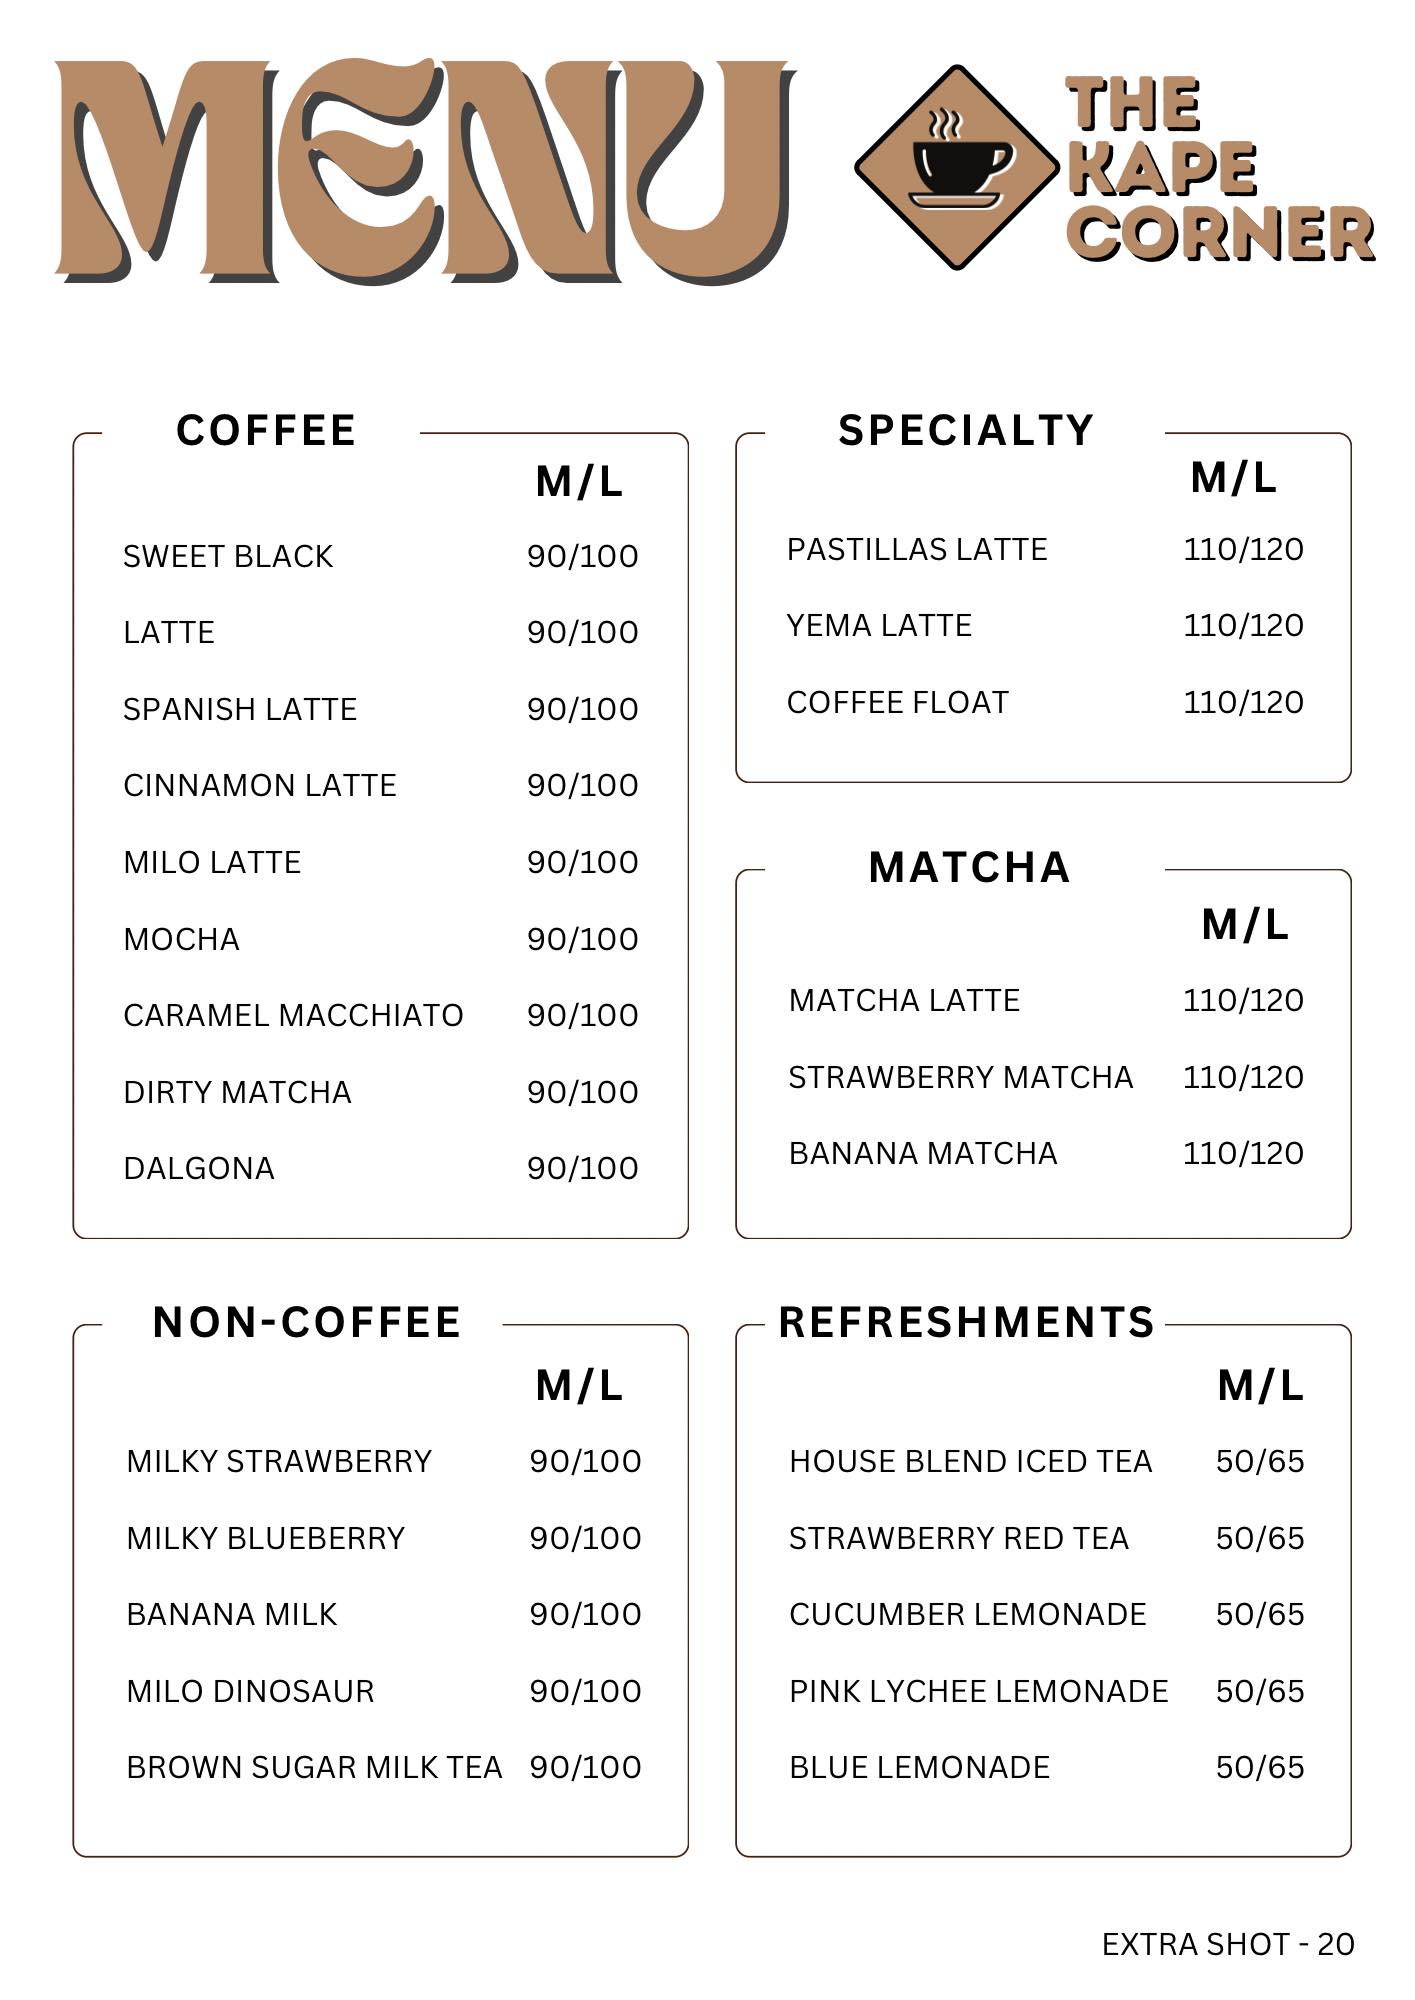 MENU
THE
KAPE
CORNER
COFFEE
M/L
SWEET BLACK 90/100
LATTE 90/100
SPANISH LATTE 90/100
CINNAMON LATTE 90/100
MILO LATTE 90/100
MOCHA 90/100
CARAMEL MACCHIATO 90/100
DIRTY MATCHA 90/100
DALGONA 90/100
SPECIALTY
M/L
PASTILLAS LATTE 110/120
YEMA LATTE 110/120
COFFEE FLOAT 110/120
MATCHA
M/L
MATCHA LATTE 110/120
STRAWBERRY MATCHA 110/120
BANANA MATCHA 110/120
NON-COFFEE
M/L
MILKY STRAWBERRY 90/100
MILKY BLUEBERRY 90/100
BANANA MILK 90/100
MILO DINOSAUR 90/100
BROWN SUGAR MILK TEA 90/100
REFRESHMENTS
M/L
HOUSE BLEND ICED TEA 50/65
STRAWBERRY RED TEA 50/65
CUCUMBER LEMONADE 50/65
PINK LYCHEE LEMONADE 50/65
BLUE LEMONADE 50/65
EXTRA SHOT - 20